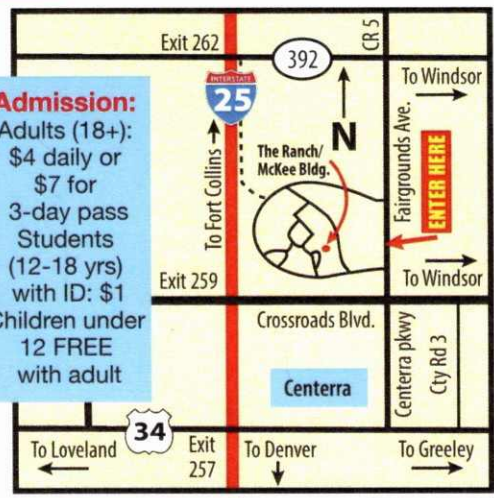 Exit 262
392
CR 5
To Windsor
INTERSTATE
25
N
Admission:
Adults (18+):
$4 daily or
$7 for
3-day pass
Students
(12-18 yrs)
with ID: $1
Children under
12 FREE
with adult
To Fort Collins
The Ranch/
McKee Bldg.
Fairgrounds Ave.
ENTER HERE
To Windsor
Exit 259
Crossroads Blvd.
Centerra
Centerra pkwy
Cty Rd 3
34
To Loveland
Exit
257
To Denver
To Greeley